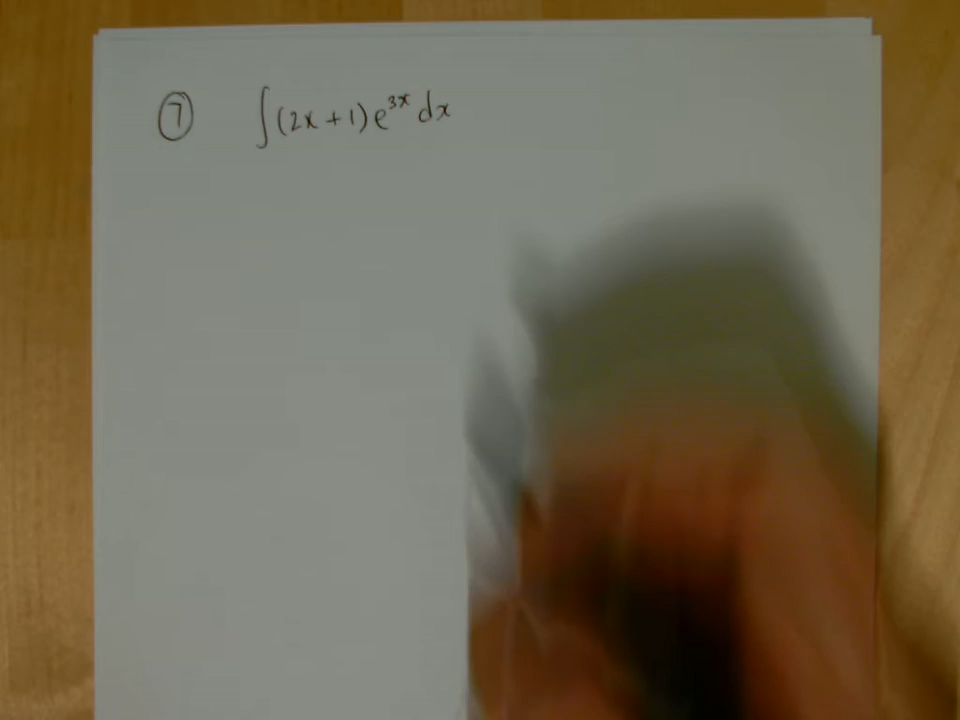 ⑦ ∫(2x+1)e^{3x} dx